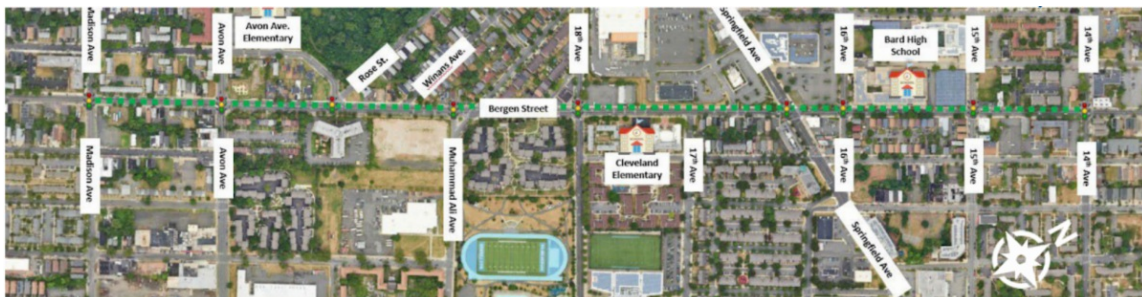 Madison Ave
Avon Ave
Avon Ave.
Elementary
Rose St.
Winans Ave.
18th Ave
Springfield Ave
16th Ave
Bard High
School
15th Ave
14th Ave
Bergen Street
Madison Ave
Avon Ave
Muhammad Ali Ave
Cleveland
Elementary
17th Ave
16th Ave
Springfield Ave
15th Ave
14th Ave
N